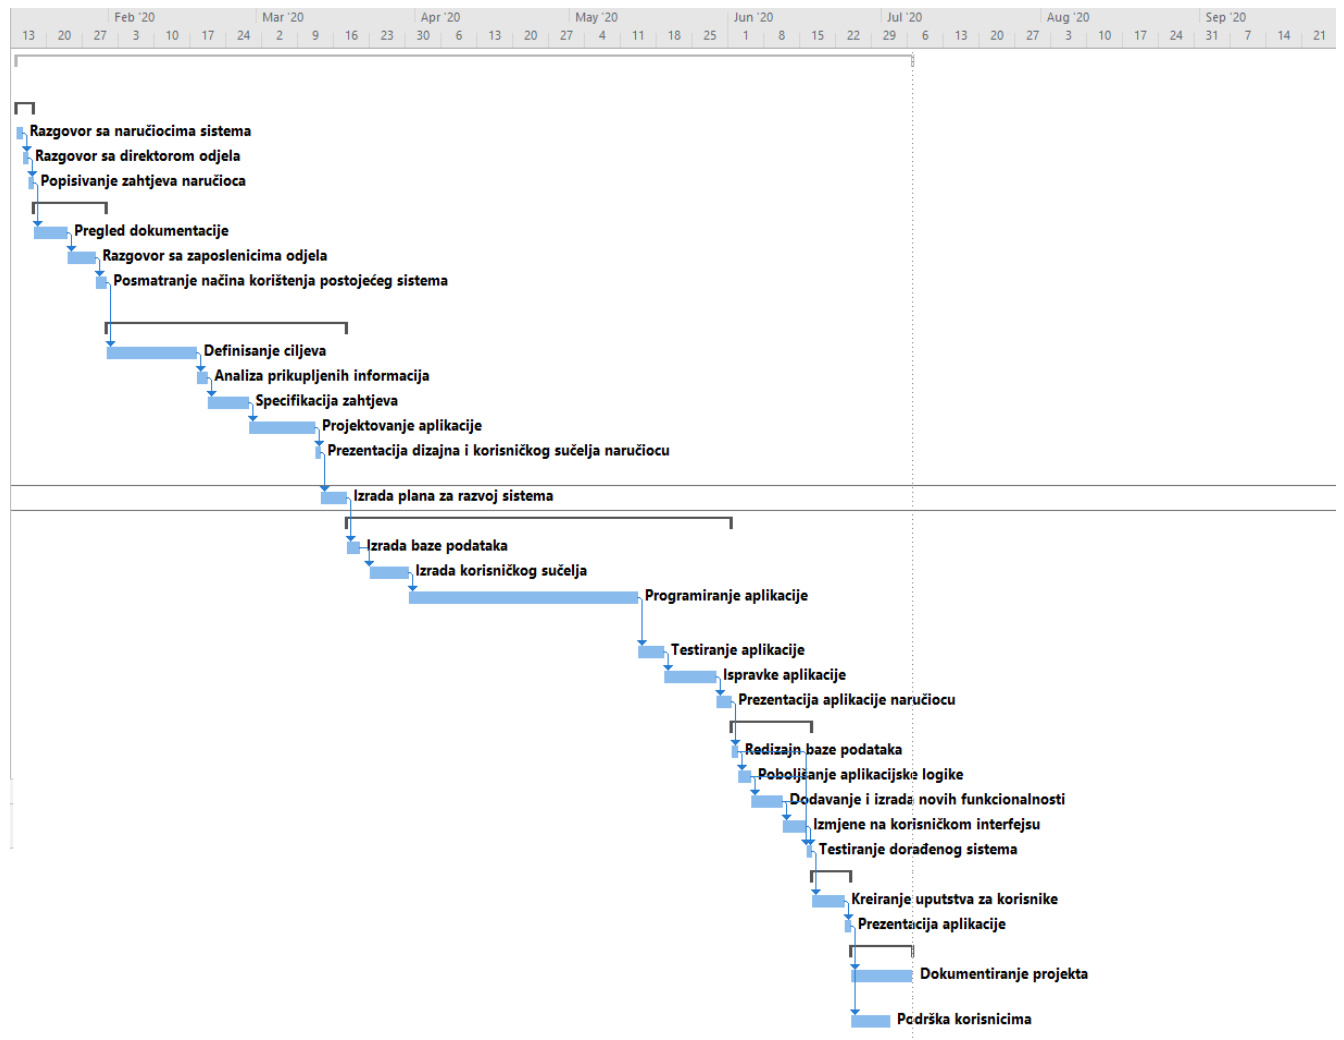 Feb '20 Mar '20 Apr '20 May '20 Jun '20 Jul '20 Aug '20 Sep '20
13 20 27 3 10 17 24 2 9 16 23 30 6 13 20 27 4 11 18 25 1 8 15 22 29 6 13 20 27 3 10 17 24 31 7 14 21
Razgovor sa naručiocima sistema
Razgovor sa direktorom odjela
Popisivanje zahtjeva naručioca
Pregled dokumentacije
Razgovor sa zaposlenicima odjela
Posmatranje načina korištenja postojećeg sistema
Definisanje ciljeva
Analiza prikupljenih informacija
Specifikacija zahtjeva
Projektovanje aplikacije
Prezentacija dizajna i korisničkog sučelja naručiocu
Izrada plana za razvoj sistema
Izrada baze podataka
Izrada korisničkog sučelja
Programiranje aplikacije
Testiranje aplikacije
Ispravke aplikacije
Prezentacija aplikacije naručiocu
Redizajn baze podataka
Poboljšanje aplikacijske logike
Dodavanje i izrada novih funkcionalnosti
Izmjene na korisničkom interfejsu
Testiranje dorađenog sistema
Kreiranje uputstva za korisnike
Prezentacija aplikacije
Dokumentiranje projekta
Podrška korisnicima